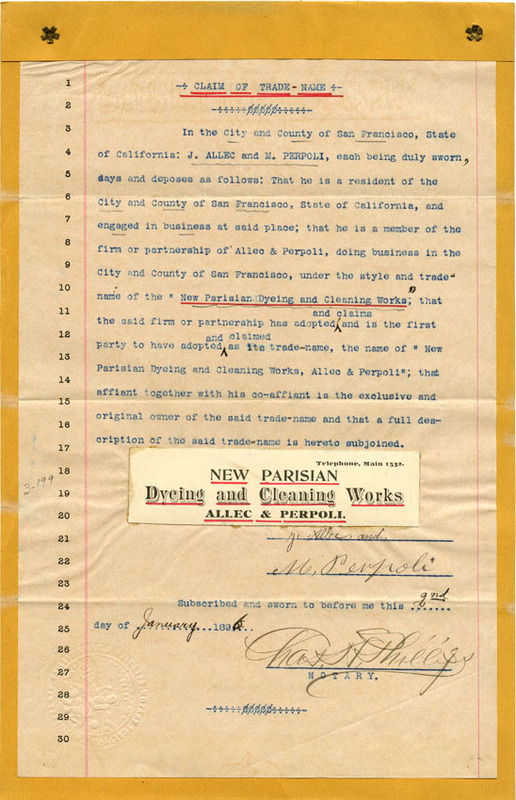 CLAIM OF TRADE-NAME
1
2
3 In the City and County of San Francisco, State
4 of California: J. ALLEC and M. PERPOLI, each being duly sworn,
5 says and deposes as follows: That he is a resident of the
6 City and County of San Francisco, State of California, and
7 engaged in business at said place; that he is a member of the
8 firm or partnership of Allec & Perpoli, doing business in the
9 City and County of San Francisco, under the style and trade-
10 name of the " New Parisian Dyeing and Cleaning Works"; that
and claims
11 the said firm or partnership has adopted ^ and is the first
and claimed
12 party to have adopted ^ as its trade-name, the name of " New
13 Parisian Dyeing and Cleaning Works, Allec & Perpoli"; that
14 affiant together with his co-affiant is the exclusive and
15 original owner of the said trade-name and that a full des-
16 cription of the said trade-name is hereto subjoined.
17
18
3-199
Telephone, Main 1332.
NEW PARISIAN
19 Dyeing and Cleaning Works
20 ALLEC & PERPOLI.
21 J. Allec and
22 M. Perpoli
23
24 Subscribed and sworn to before me this 2nd
25 day of January 189
26 Chas. H. Phillips
27 NOTARY.
28
29
30